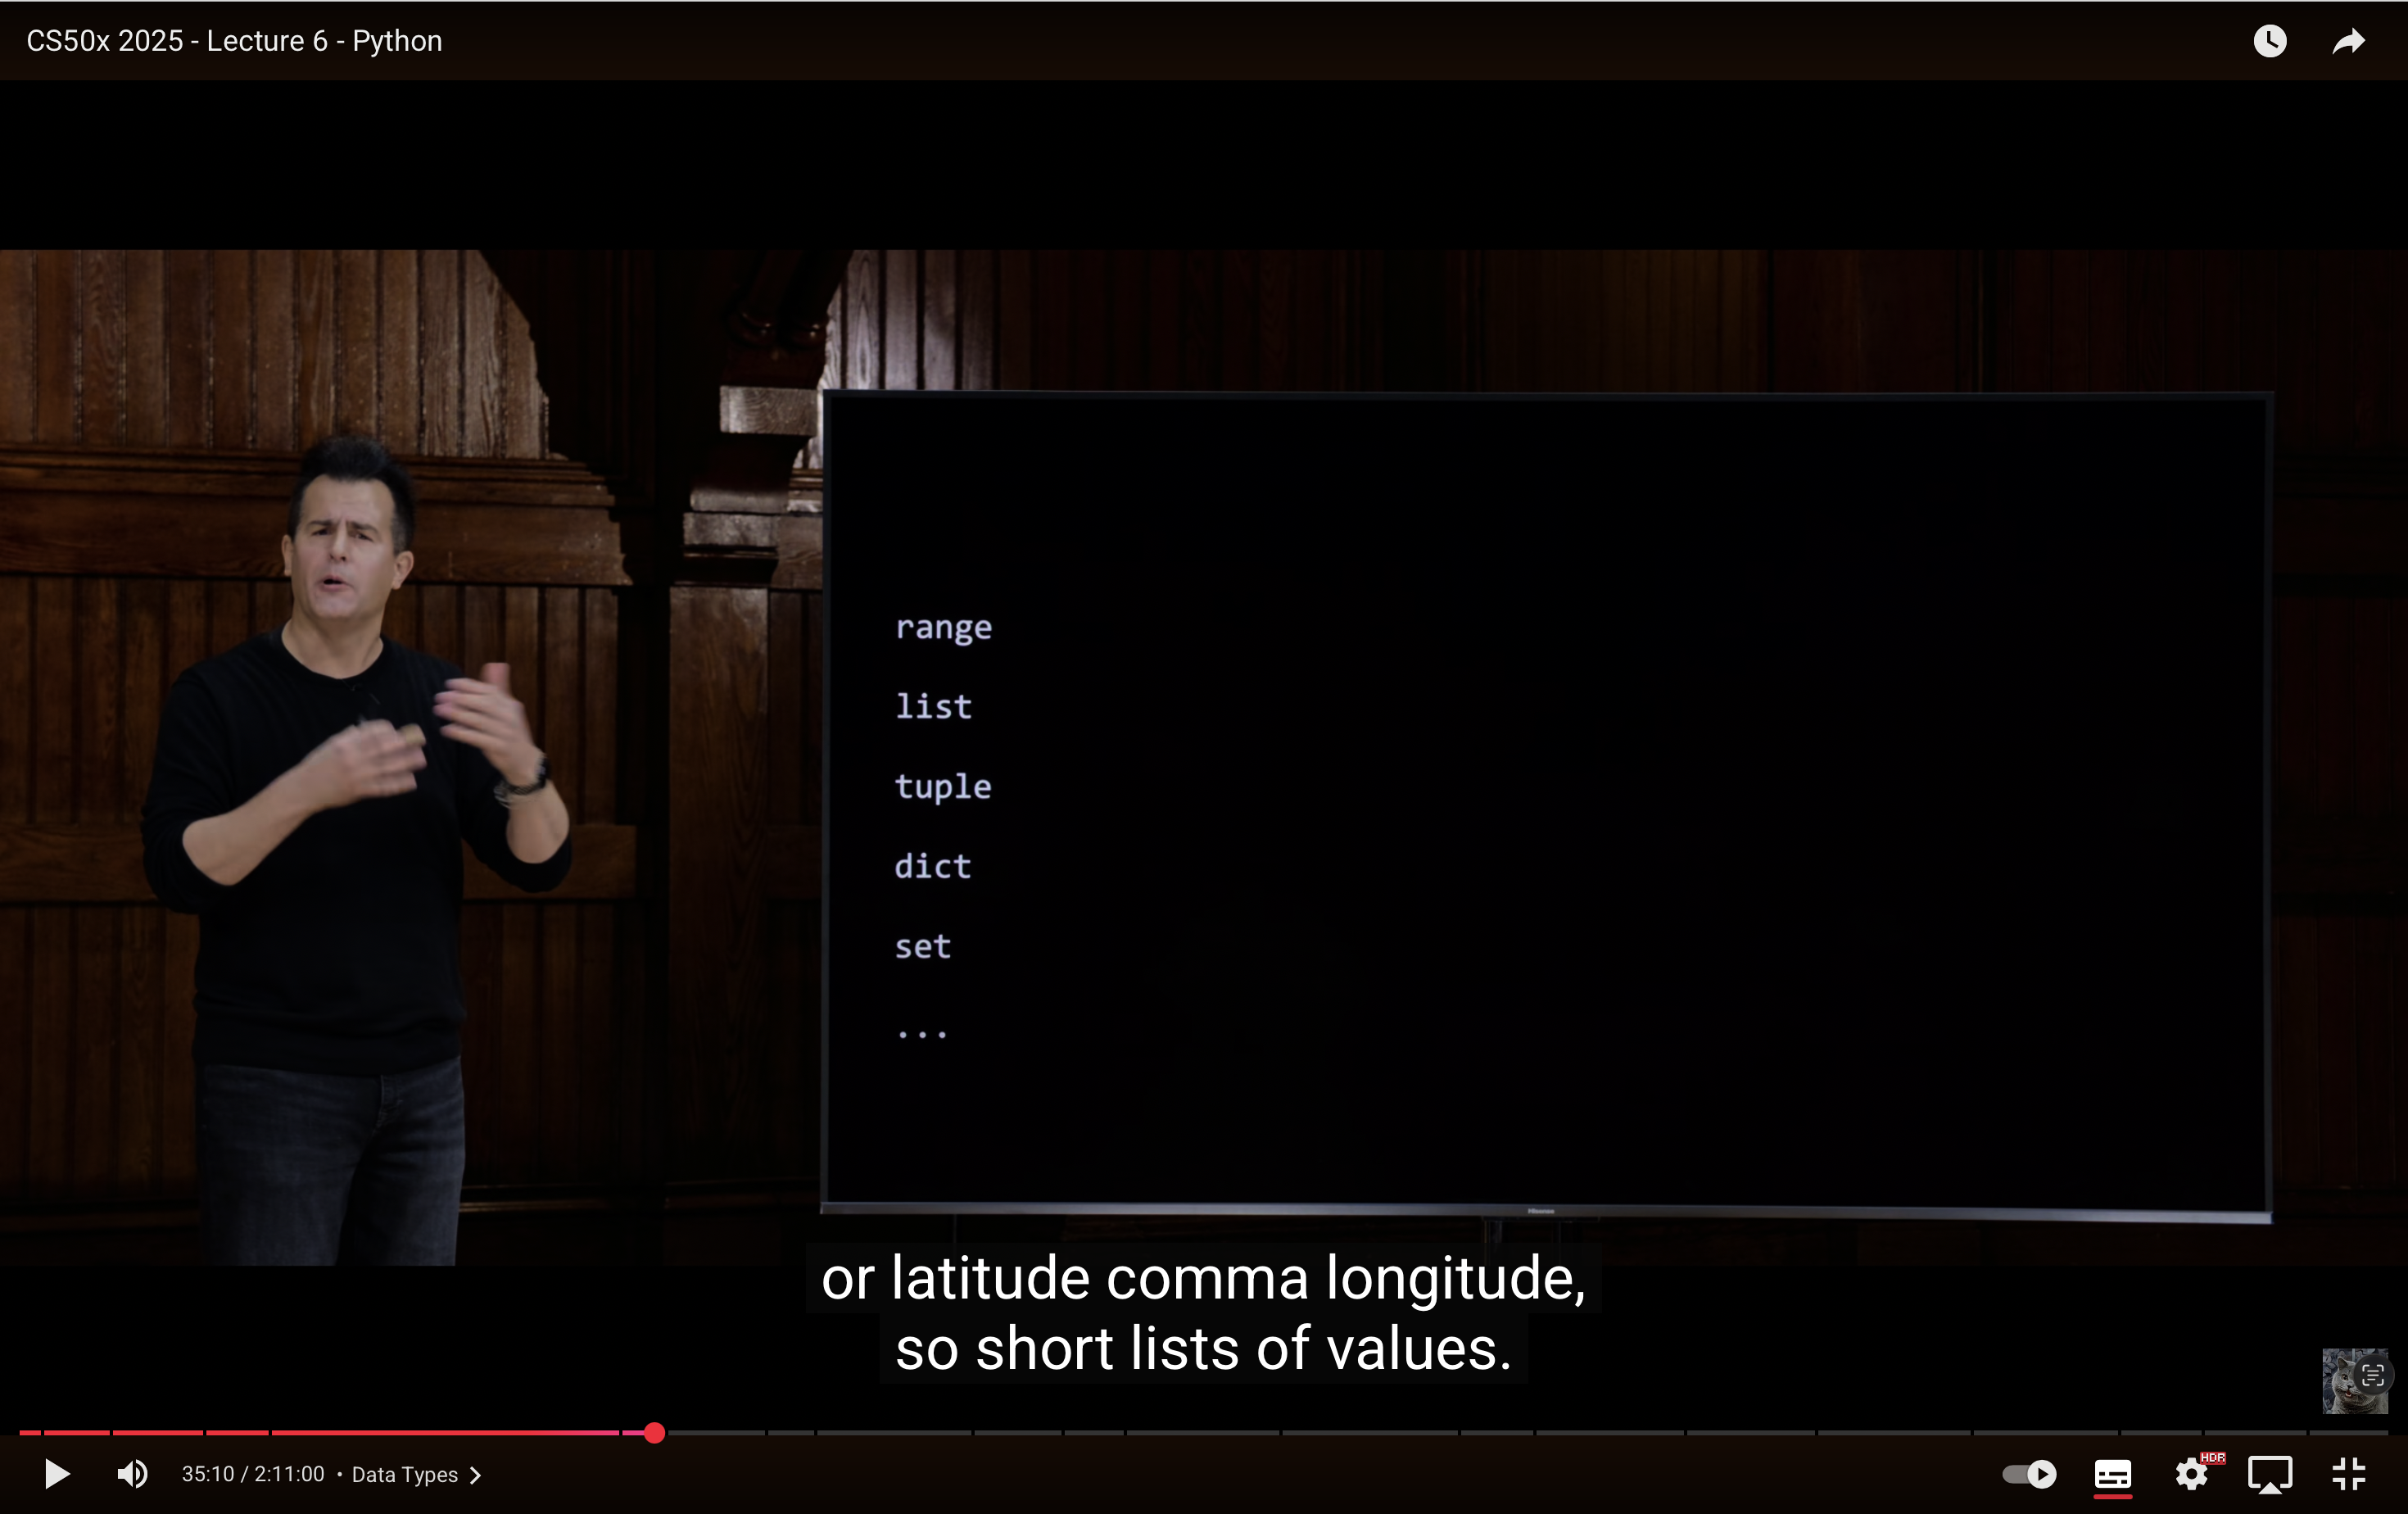 CS50x 2025 - Lecture 6 - Python
range
list
tuple
dict
set
...
Hisense
or latitude comma longitude,
so short lists of values.
35:10 / 2:11:00 • Data Types
HDR